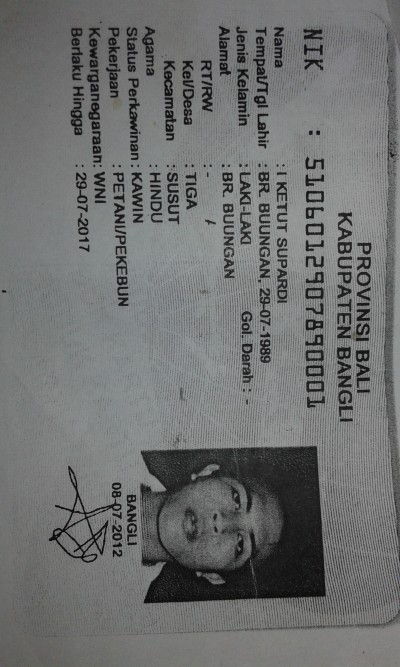 PROVINSI BALI
KABUPATEN BANGLI
NIK : 5106012907890001
Nama : I KETUT SUPARDI
Tempat/Tgl Lahir : BR. BUUNGAN, 29-07-1989
Jenis Kelamin : LAKI-LAKI Gol. Darah : -
Alamat : BR. BUUNGAN
RT/RW : - /
Kel/Desa : TIGA
Kecamatan : SUSUT
Agama : HINDU
Status Perkawinan : KAWIN
Pekerjaan : PETANI/PEKEBUN
Kewarganegaraan: WNI
Berlaku Hingga : 29-07-2017
BANGLI
08-07-2012